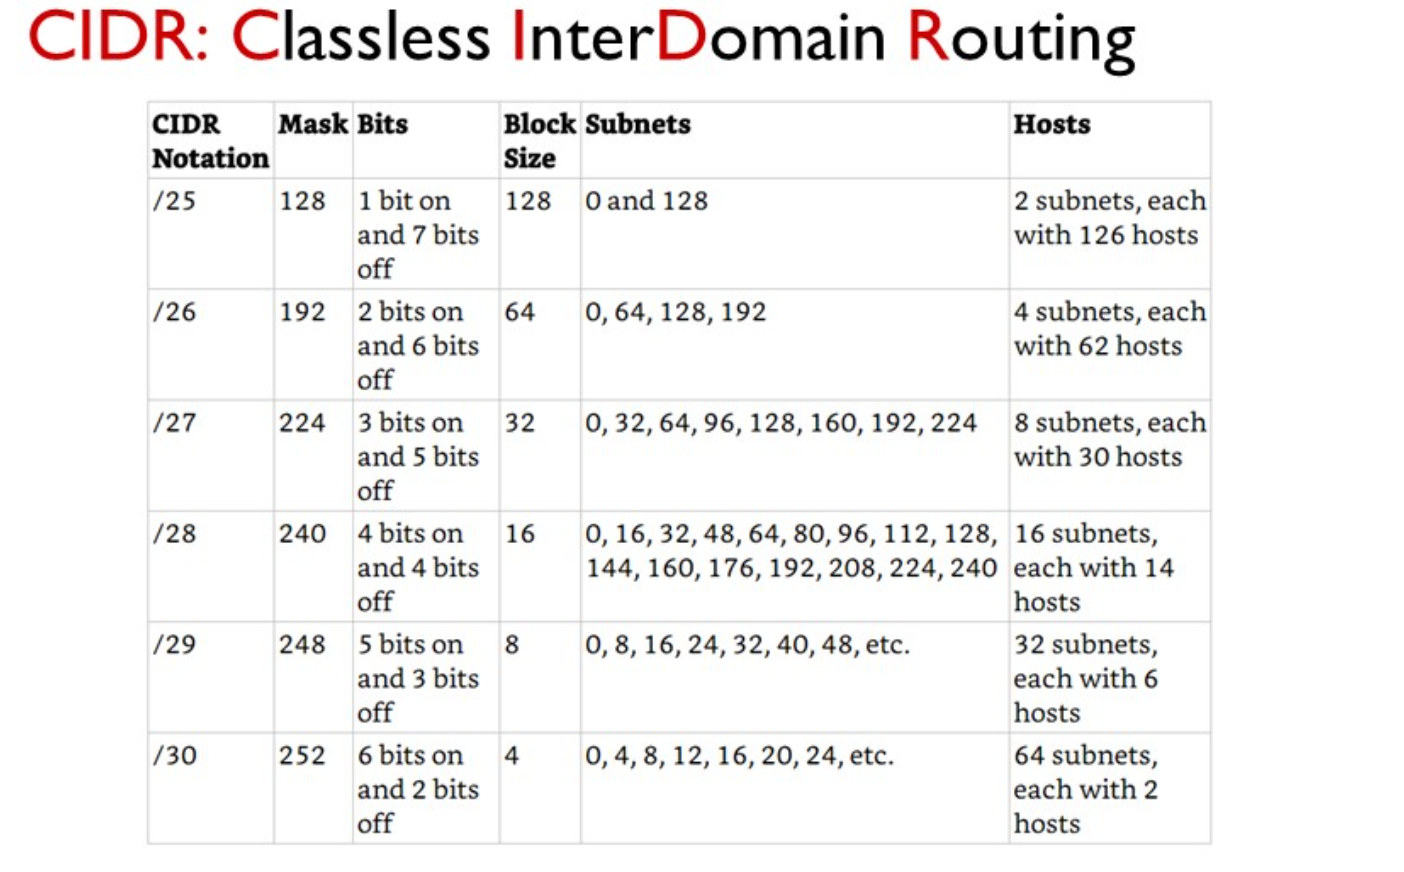 CIDR: Classless InterDomain Routing
CIDR Notation Mask Bits Block Size Subnets Hosts
/25 128 1 bit on and 7 bits off 128 0 and 128 2 subnets, each with 126 hosts
/26 192 2 bits on and 6 bits off 64 0, 64, 128, 192 4 subnets, each with 62 hosts
/27 224 3 bits on and 5 bits off 32 0, 32, 64, 96, 128, 160, 192, 224 8 subnets, each with 30 hosts
/28 240 4 bits on and 4 bits off 16 0, 16, 32, 48, 64, 80, 96, 112, 128, 144, 160, 176, 192, 208, 224, 240 16 subnets, each with 14 hosts
/29 248 5 bits on and 3 bits off 8 0, 8, 16, 24, 32, 40, 48, etc. 32 subnets, each with 6 hosts
/30 252 6 bits on and 2 bits off 4 0, 4, 8, 12, 16, 20, 24, etc. 64 subnets, each with 2 hosts